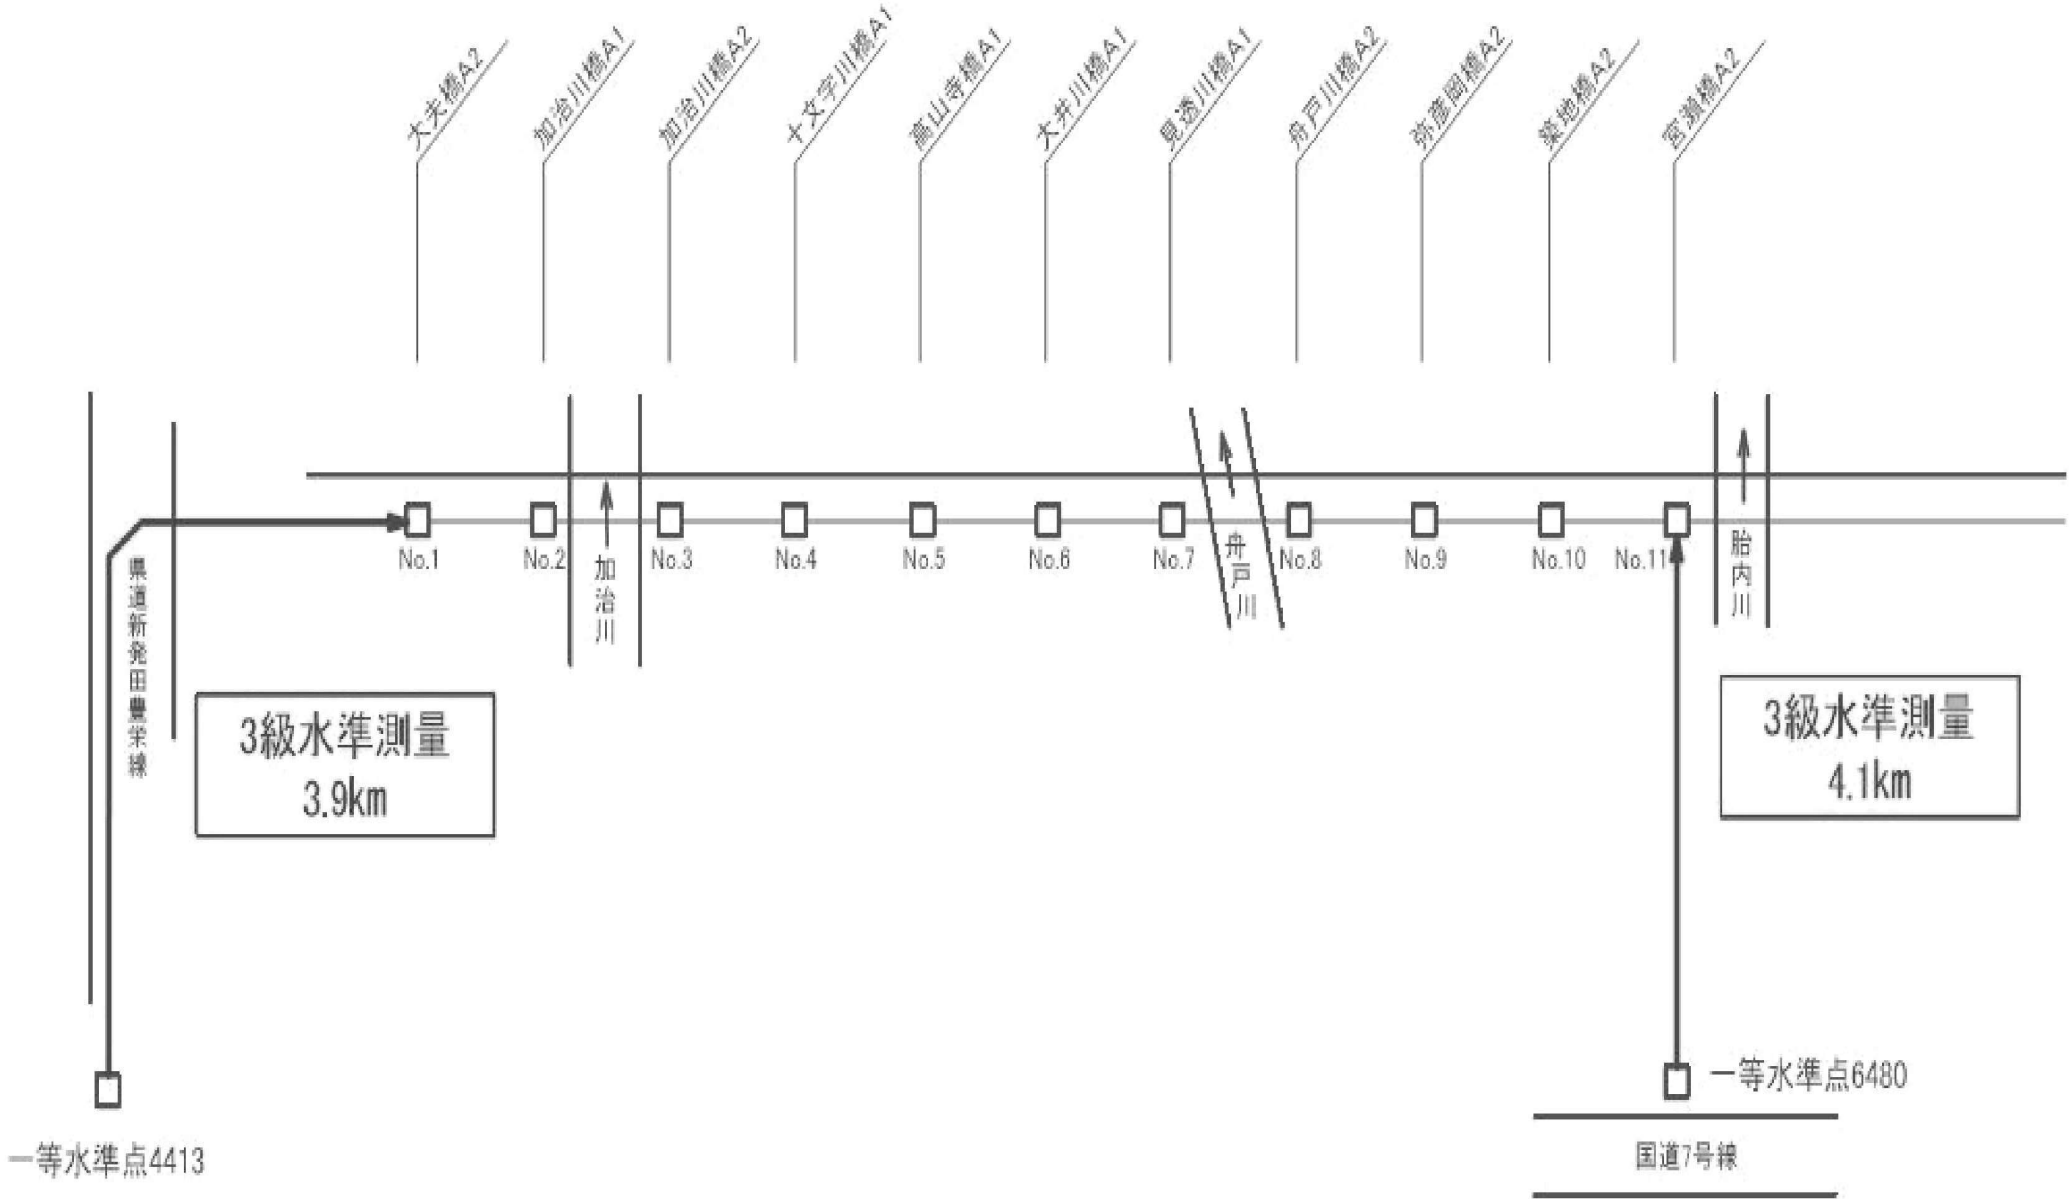 大夫橋A2
加治川橋A1
加治川橋A2
十文字川橋A1
高山寺橋A1
大井川橋A1
見透川橋A1
舟戸川橋A2
弥彦岡橋A2
築地橋A2
宮瀬橋A2
No.1
No.2
No.3
No.4
No.5
No.6
No.7
No.8
No.9
No.10
No.11
加治川
舟戸川
胎内川
県道新発田豊栄線
3級水準測量
3.9km
3級水準測量
4.1km
一等水準点4413
一等水準点6480
国道7号線